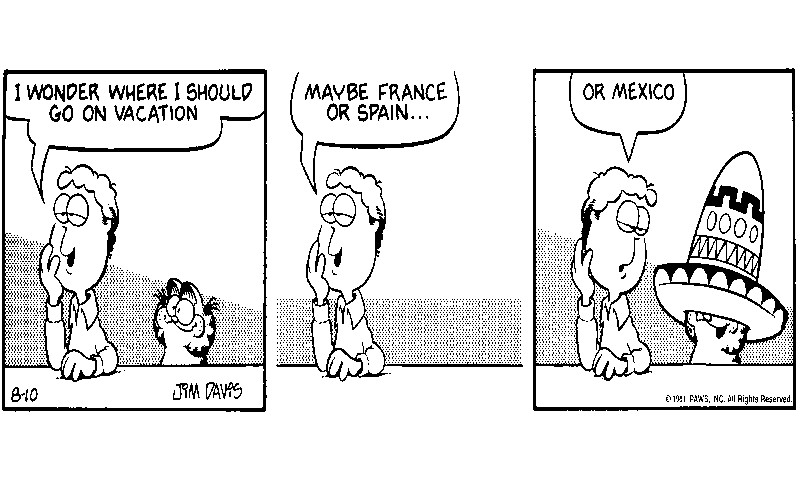 I WONDER WHERE I SHOULD
GO ON VACATION
8-10
JIM DAVIS
MAYBE FRANCE
OR SPAIN...
OR MEXICO
© 1981 PAWS, INC. All Rights Reserved.